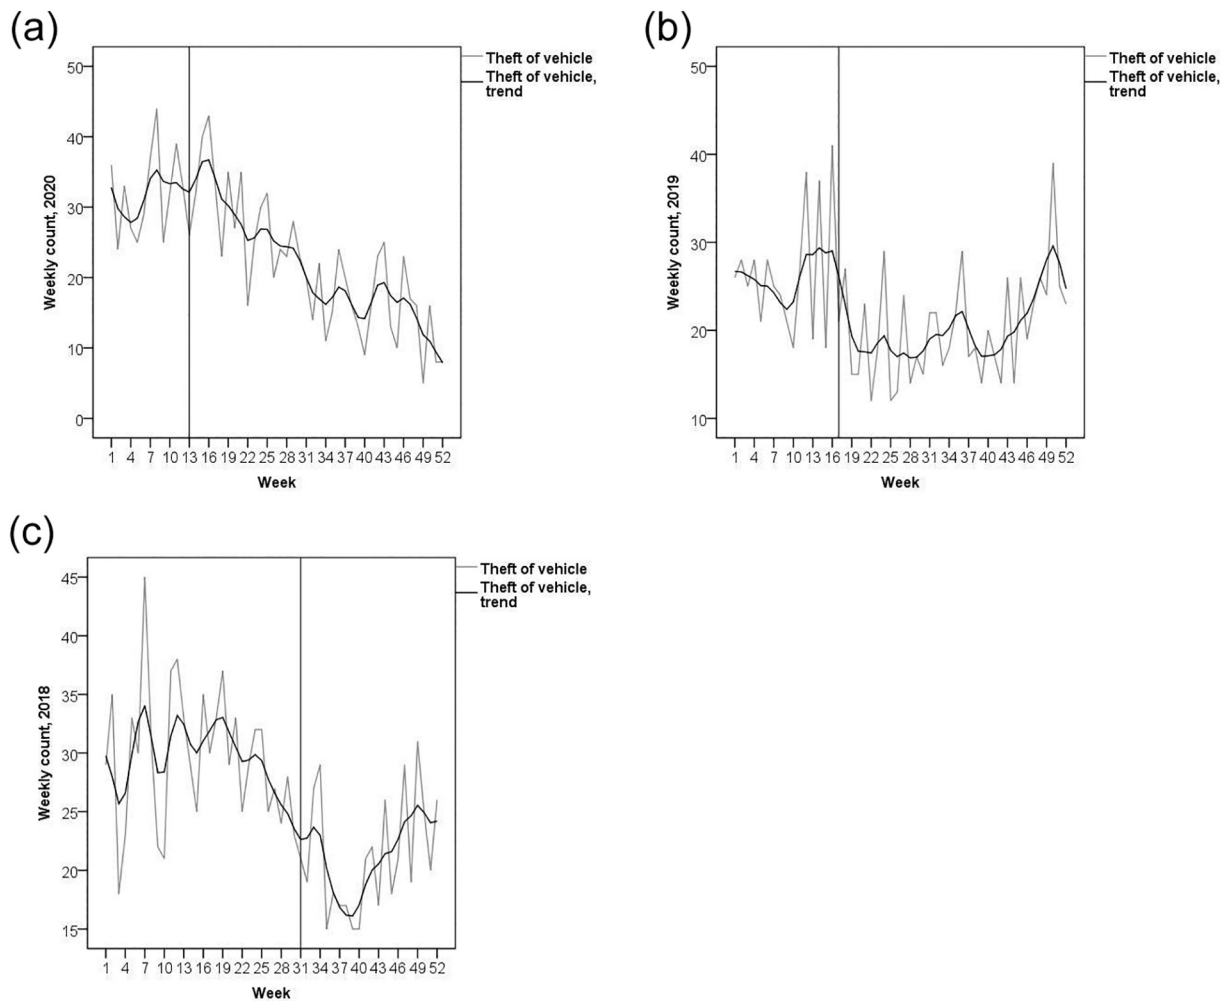 (a)
Theft of vehicle
Theft of vehicle,
trend
50
40
30
20
10
0
Weekly count, 2020
1 4 7 10 13 16 19 22 25 28 31 34 37 40 43 46 49 52
Week
(b)
Theft of vehicle
Theft of vehicle,
trend
50
40
30
20
10
Weekly count, 2019
1 4 7 10 13 16 19 22 25 28 31 34 37 40 43 46 49 52
Week
(c)
Theft of vehicle
Theft of vehicle,
trend
45
40
35
30
25
20
15
Weekly count, 2018
1 4 7 10 13 16 19 22 25 28 31 34 37 40 43 46 49 52
Week